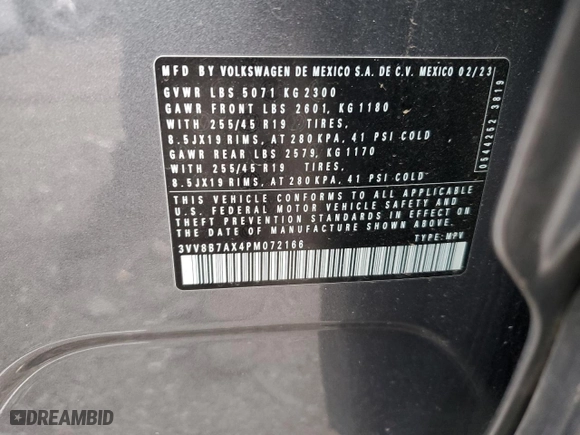 MFD BY VOLKSWAGEN DE MEXICO S.A. DE C.V. MEXICO 02/23
GVWR LBS 5071 KG 2300
GAWR FRONT LBS 2601, KG 1180
WITH 255/45 R19 TIRES,
8.5JX19 RIMS, AT 280 KPA, 41 PSI COLD
GAWR REAR LBS 2579, KG 1170
WITH 255/45 R19 TIRES,
8.5JX19 RIMS, AT 280 KPA, 41 PSI COLD
THIS VEHICLE CONFORMS TO ALL APPLICABLE
U.S. FEDERAL MOTOR VEHICLE SAFETY AND
THEFT PREVENTION STANDARDS IN EFFECT ON
THE DATE OF MANUFACTURE SHOWN ABOVE.
3VV8B7AX4PM072166 TYPE: MPV
0544252 3819
DREAMBID